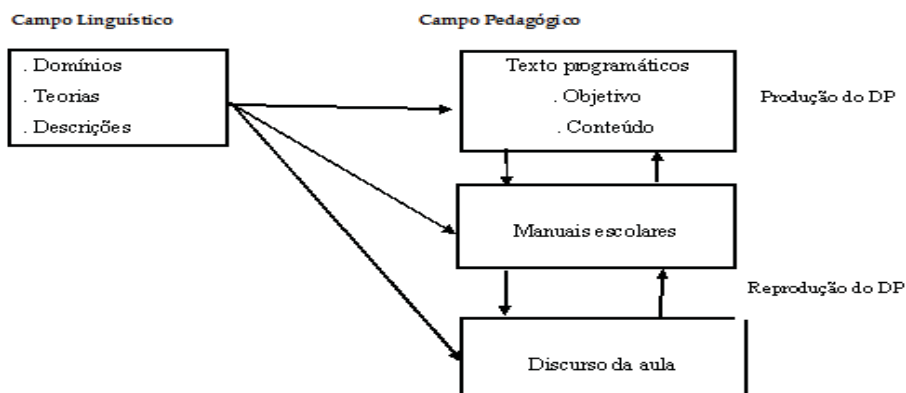 Campo Linguístico
Campo Pedagógico
. Domínios
. Teorias
. Descrições
Texto programáticos
. Objetivo
. Conteúdo
Produção do DP
Manuais escolares
Reprodução do DP
Discurso da aula